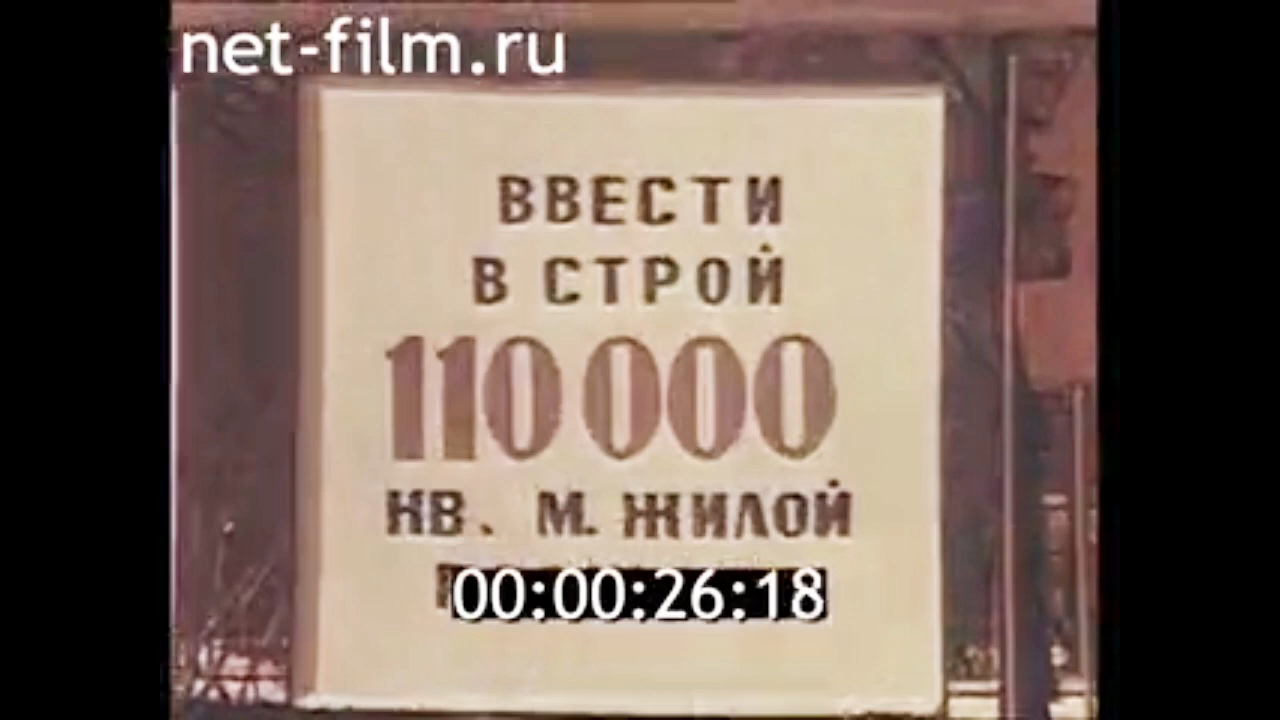 net-film.ru
ВВЕСТИ
В СТРОЙ
110 000
КВ. М. ЖИЛОЙ
00:00:26:18